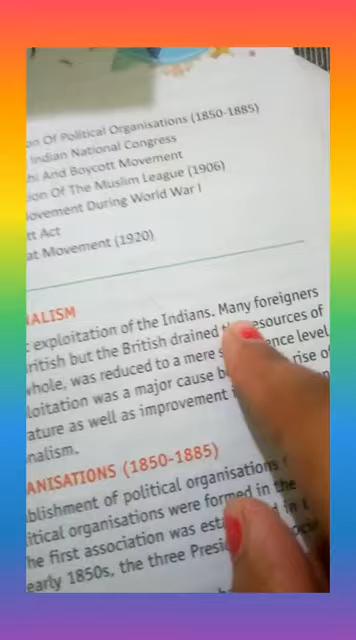 on Of Political Organisations (1850-1885)
Indian National Congress
hi And Boycott Movement
ion Of The Muslim League (1906)
ovement During World War I
tt Act
at Movement (1920)
NALISM
exploitation of the Indians. Many foreigners
ritish but the British drained the resources of
whole, was reduced to a mere level
loitation was a major cause rise of
ature as well as improvement
nalism.
ANISATIONS (1850-1885)
blishment of political organisations
itical organisations were formed in the
he first association was in
early 1850s, the three